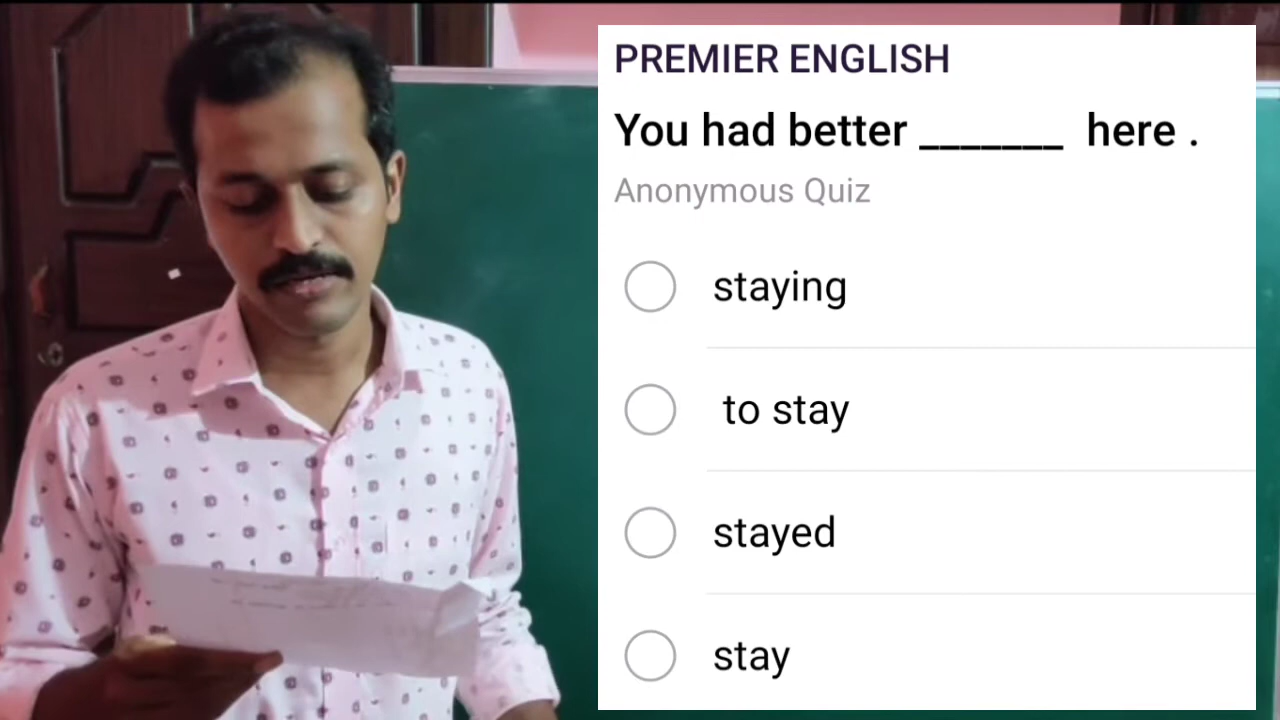 PREMIER ENGLISH
You had better _______ here .
Anonymous Quiz
staying
to stay
stayed
stay